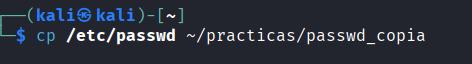 ┌──(kali㉿kali)-[~]
└─$ cp /etc/passwd ~/practicas/passwd_copia